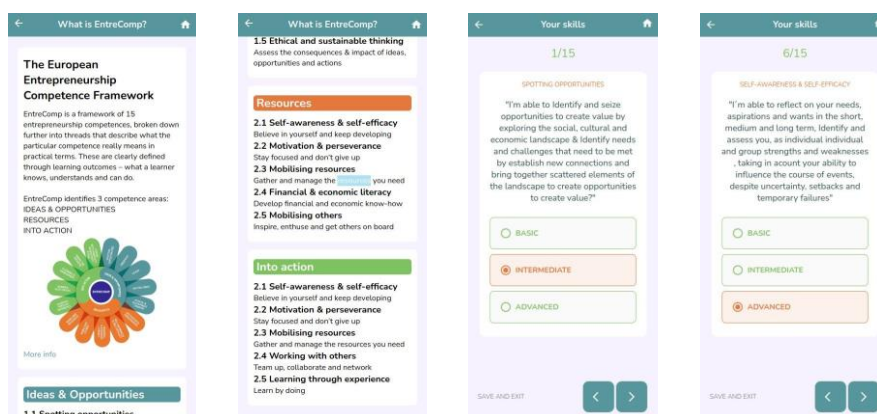 What is EntreComp?
The European
Entrepreneurship
Competence Framework
EntreComp is a framework of 15
entrepreneurship competences, broken down
further into threads that describe what the
particular competence really means in
practical terms. These are clearly defined
through learning outcomes – what a learner
knows, understands and can do.
EntreComp identifies 3 competence areas:
IDEAS & OPPORTUNITIES
RESOURCES
INTO ACTION
More info
Ideas & Opportunities
1.1 Spotting opportunities
What is EntreComp?
1.5 Ethical and sustainable thinking
Assess the consequences & impact of ideas,
opportunities and actions
Resources
2.1 Self-awareness & self-efficacy
Believe in yourself and keep developing
2.2 Motivation & perseverance
Stay focused and don't give up
2.3 Mobilising resources
Gather and manage the resources you need
2.4 Financial & economic literacy
Develop financial and economic know-how
2.5 Mobilising others
Inspire, enthuse and get others on board
Into action
2.1 Self-awareness & self-efficacy
Believe in yourself and keep developing
2.2 Motivation & perseverance
Stay focused and don't give up
2.3 Mobilising resources
Gather and manage the resources you need
2.4 Working with others
Team up, collaborate and network
2.5 Learning through experience
Learn by doing
Your skills
1/15
SPOTTING OPPORTUNITIES
"I'm able to Identify and seize
opportunities to create value by
exploring the social, cultural and
economic landscape & Identify needs
and challenges that need to be met
by establish new connections and
bring together scattered elements of
the landscape to create opportunities
to create value?"
BASIC
INTERMEDIATE
ADVANCED
SAVE AND EXIT
Your skills
6/15
SELF-AWARENESS & SELF-EFFICACY
"I´m able to reflect on your needs,
aspirations and wants in the short,
medium and long term, Identify and
assess you, as individual individual
and group strengths and weaknesses
, taking in acount your ability to
influence the course of events,
despite uncertainty, setbacks and
temporary failures"
BASIC
INTERMEDIATE
ADVANCED
SAVE AND EXIT